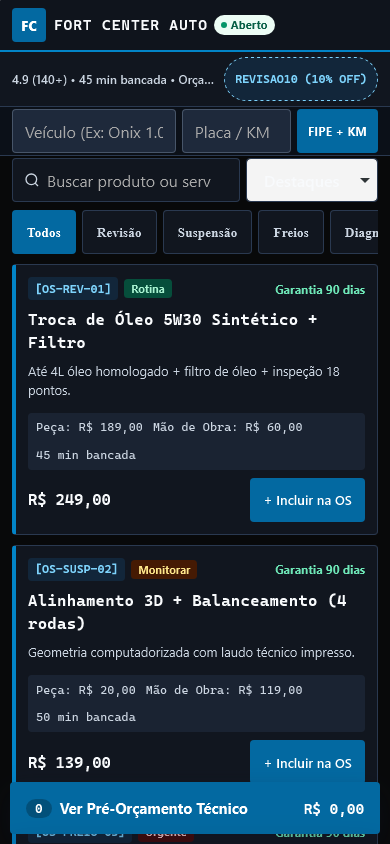 FC FORT CENTER AUTO Aberto
4.9 (140+) • 45 min bancada • Orça... REVISAO10 (10% OFF)
Veículo (Ex: Onix 1.0 Placa / KM FIPE + KM
Buscar produto ou serv Destaques
Todos Revisão Suspensão Freios Diagn
[OS-REV-01] Rotina Garantia 90 dias
Troca de Óleo 5W30 Sintético +
Filtro
Até 4L óleo homologado + filtro de óleo + inspeção 18
pontos.
Peça: R$ 189,00 Mão de Obra: R$ 60,00
45 min bancada
R$ 249,00 + Incluir na OS
[OS-SUSP-02] Monitorar Garantia 90 dias
Alinhamento 3D + Balanceamento (4
rodas)
Geometria computadorizada com laudo técnico impresso.
Peça: R$ 20,00 Mão de Obra: R$ 119,00
50 min bancada
R$ 139,00 + Incluir na OS
0 Ver Pré-Orçamento Técnico R$ 0,00